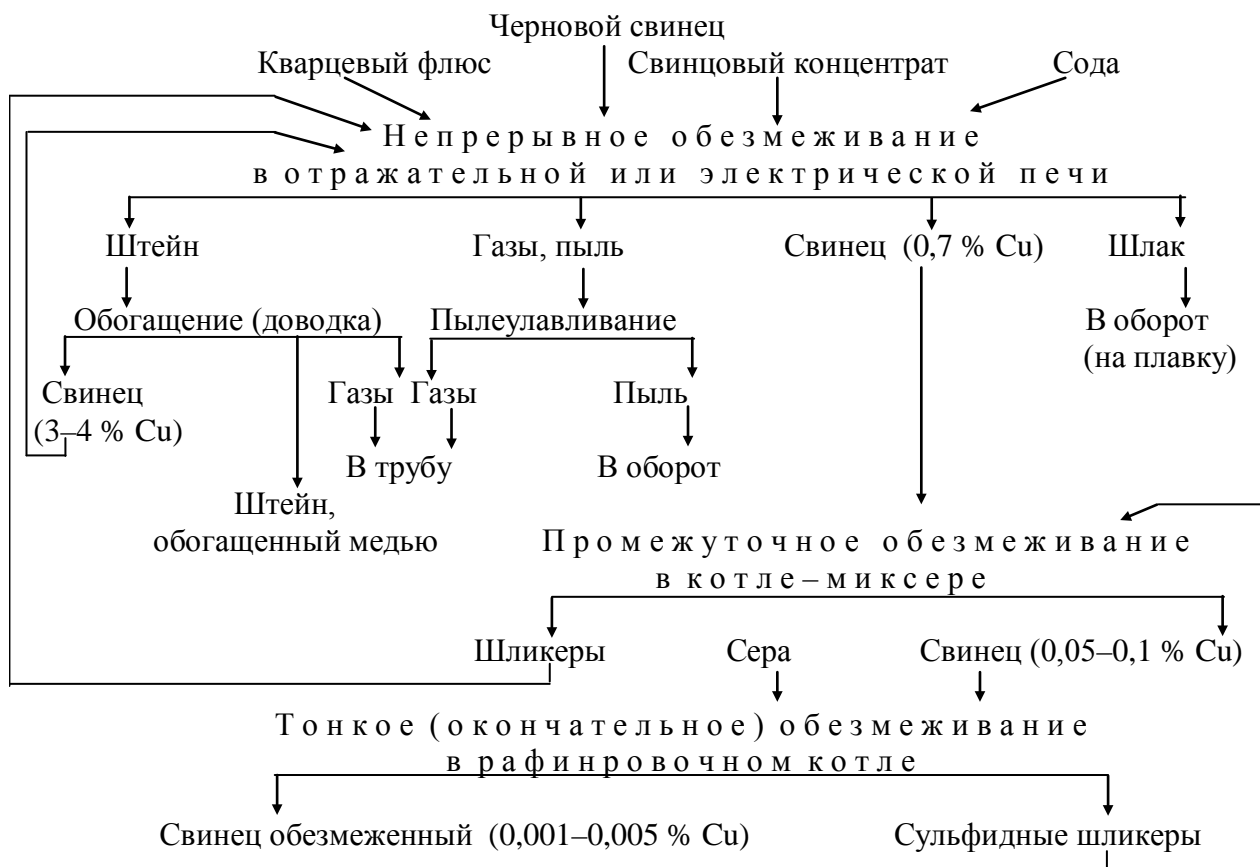 Черновой свинец
Кварцевый флюс Свинцовый концентрат Сода
Непрерывное обезмеживание
в отражательной или электрической печи
Штейн Газы, пыль Свинец (0,7 % Cu) Шлак
Обогащение (доводка) Пылеулавливание В оборот
(на плавку)
Свинец Газы Газы Пыль
(3–4 % Cu)
В трубу В оборот
Штейн,
обогащенный медью
Промежуточное обезмеживание
в котле–миксере
Шликеры Сера Свинец (0,05–0,1 % Cu)
Тонкое (окончательное) обезмеживание
в рафинровочном котле
Свинец обезмеженный (0,001–0,005 % Cu) Сульфидные шликеры